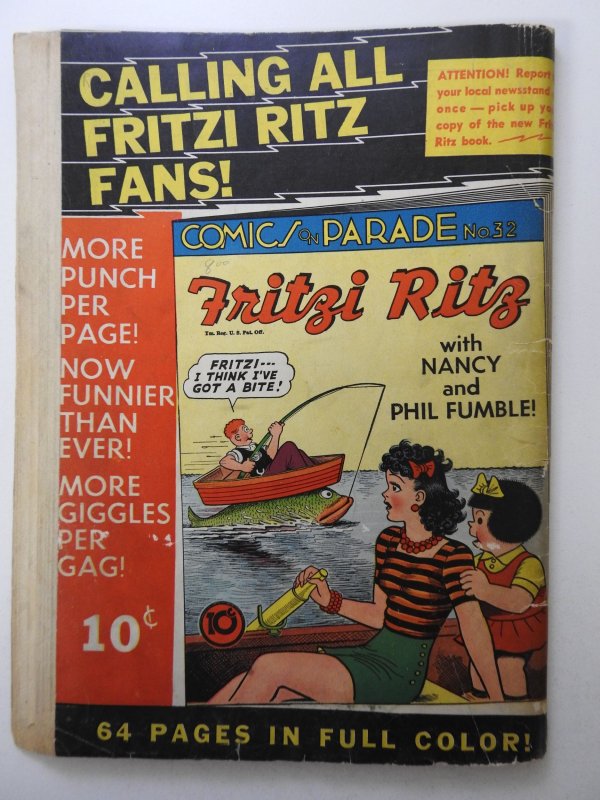 CALLING ALL
FRITZI RITZ
FANS!
ATTENTION! Report
your local newsstand
once — pick up
copy of the new
Ritz book.
MORE
PUNCH
PER
PAGE!
NOW
FUNNIER
THAN
EVER!
MORE
GIGGLES
PER
GAG!
10¢
COMICS ON PARADE No.32
800
Fritzi Ritz
Tm. Reg. U. S. Pat. Off.
with
NANCY
and
PHIL FUMBLE!
FRITZI---
I THINK I'VE
GOT A BITE!
10¢
64 PAGES IN FULL COLOR!